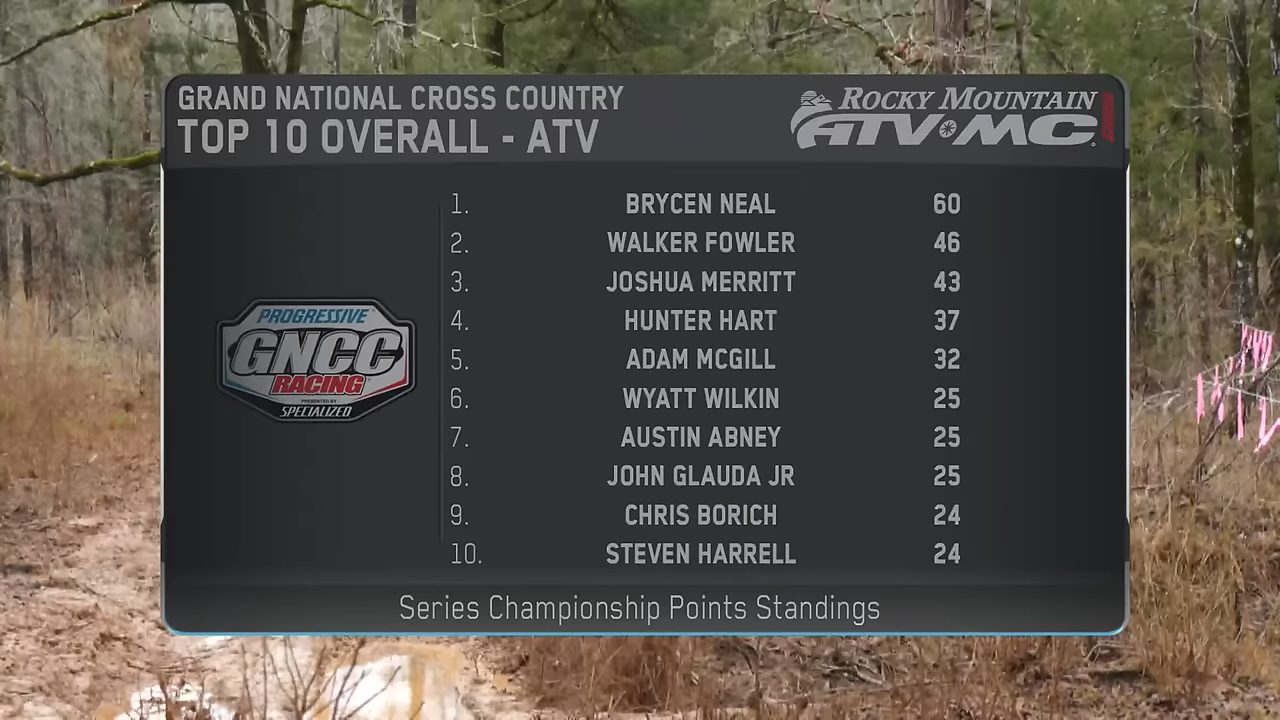 GRAND NATIONAL CROSS COUNTRY
TOP 10 OVERALL - ATV
ROCKY MOUNTAIN
ATV MC
1. BRYCEN NEAL 60
2. WALKER FOWLER 46
3. JOSHUA MERRITT 43
4. HUNTER HART 37
5. ADAM MCGILL 32
6. WYATT WILKIN 25
7. AUSTIN ABNEY 25
8. JOHN GLAUDA JR 25
9. CHRIS BORICH 24
10. STEVEN HARRELL 24
PROGRESSIVE
GNCC
RACING
PRESENTED BY
SPECIALIZED
Series Championship Points Standings